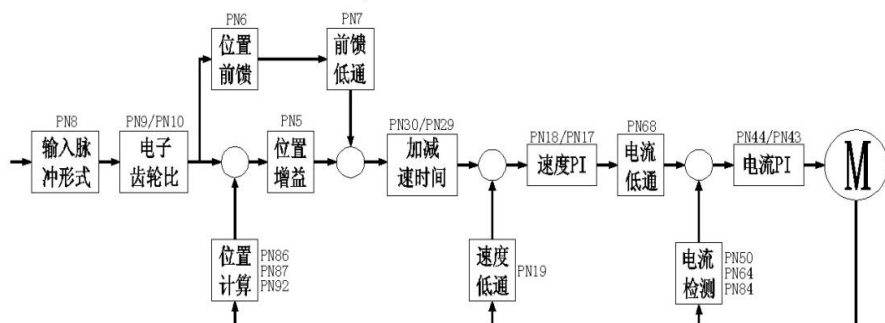 PN6
位置
前馈
PN7
前馈
低通
PN8
输入脉
冲形式
PN9/PN10
电子
齿轮比
PN5
位置
增益
PN30/PN29
加减
速时间
PN18/PN17
速度PI
PN68
电流
低通
PN44/PN43
电流PI
M
位置
计算
PN86
PN87
PN92
速度
低通
PN19
电流
检测
PN50
PN64
PN84